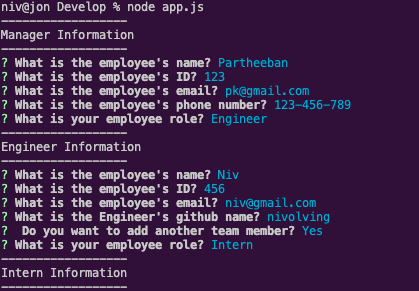 niv@jon Develop % node app.js
------------------
Manager Information
------------------
? What is the employee's name? Partheeban
? What is the employee's ID? 123
? What is the employee's email? pk@gmail.com
? What is the employee's phone number? 123-456-789
? What is your employee role? Engineer
------------------
Engineer Information
------------------
? What is the employee's name? Niv
? What is the employee's ID? 456
? What is the employee's email? niv@gmail.com
? What is the Engineer's github name? nivolving
?  Do you want to add another team member? Yes
? What is your employee role? Intern
------------------
Intern Information
------------------